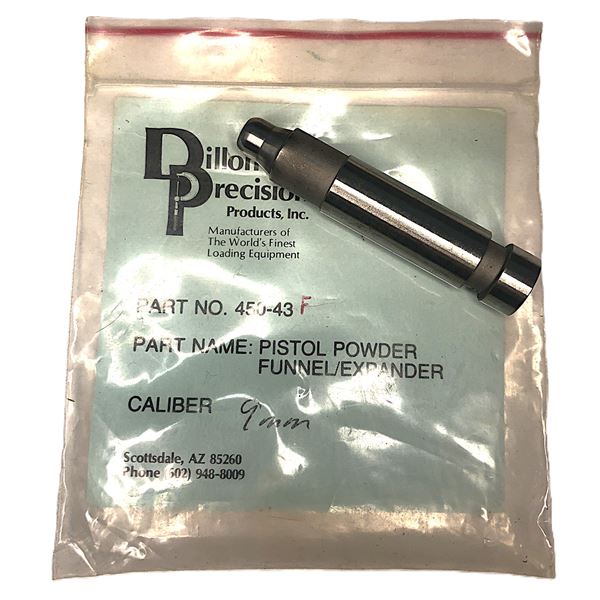 Dillon
Precision
Products, Inc.
Manufacturers of
The World's Finest
Loading Equipment
PART NO. 450-43 F
PART NAME: PISTOL POWDER
FUNNEL/EXPANDER
CALIBER 9mm
Scottsdale, AZ 85260
Phone (602) 948-8009